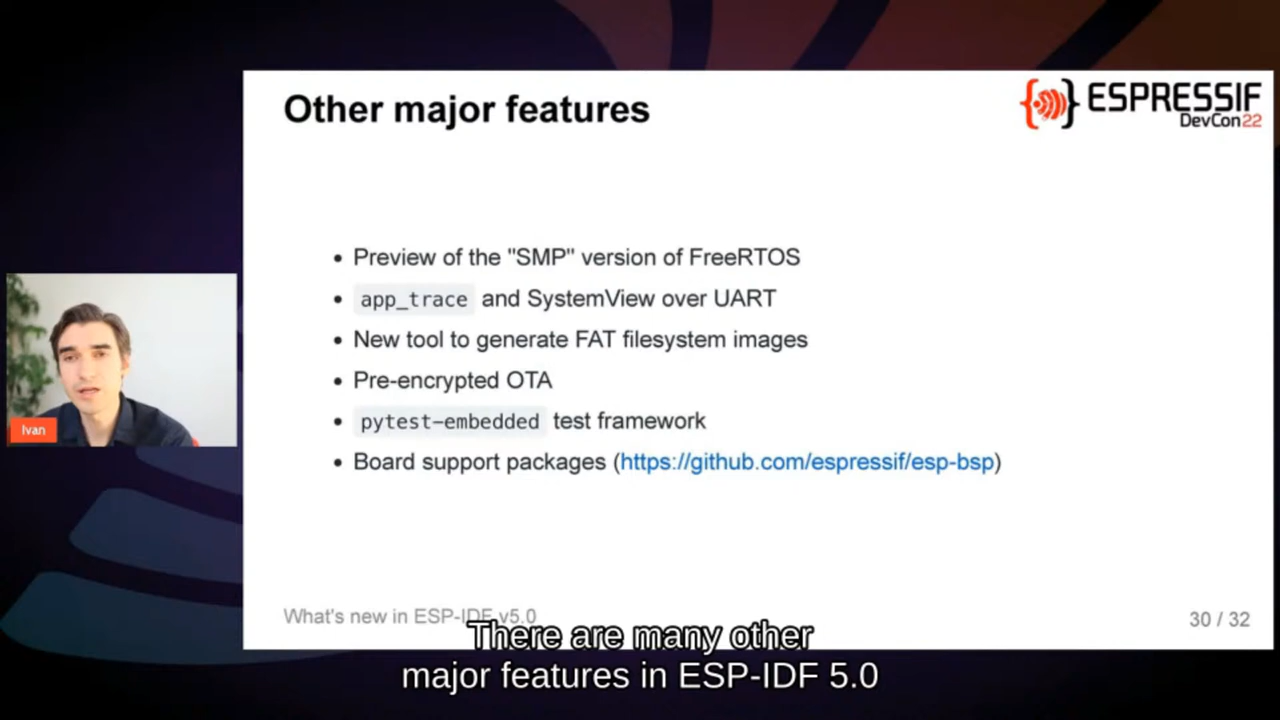 Other major features
ESPRESSIF
DevCon22
• Preview of the "SMP" version of FreeRTOS
• app_trace and SystemView over UART
• New tool to generate FAT filesystem images
• Pre-encrypted OTA
• pytest-embedded test framework
• Board support packages (https://github.com/espressif/esp-bsp)
Ivan
What's new in ESP-IDF v5.0
30 / 32
There are many other
major features in ESP-IDF 5.0